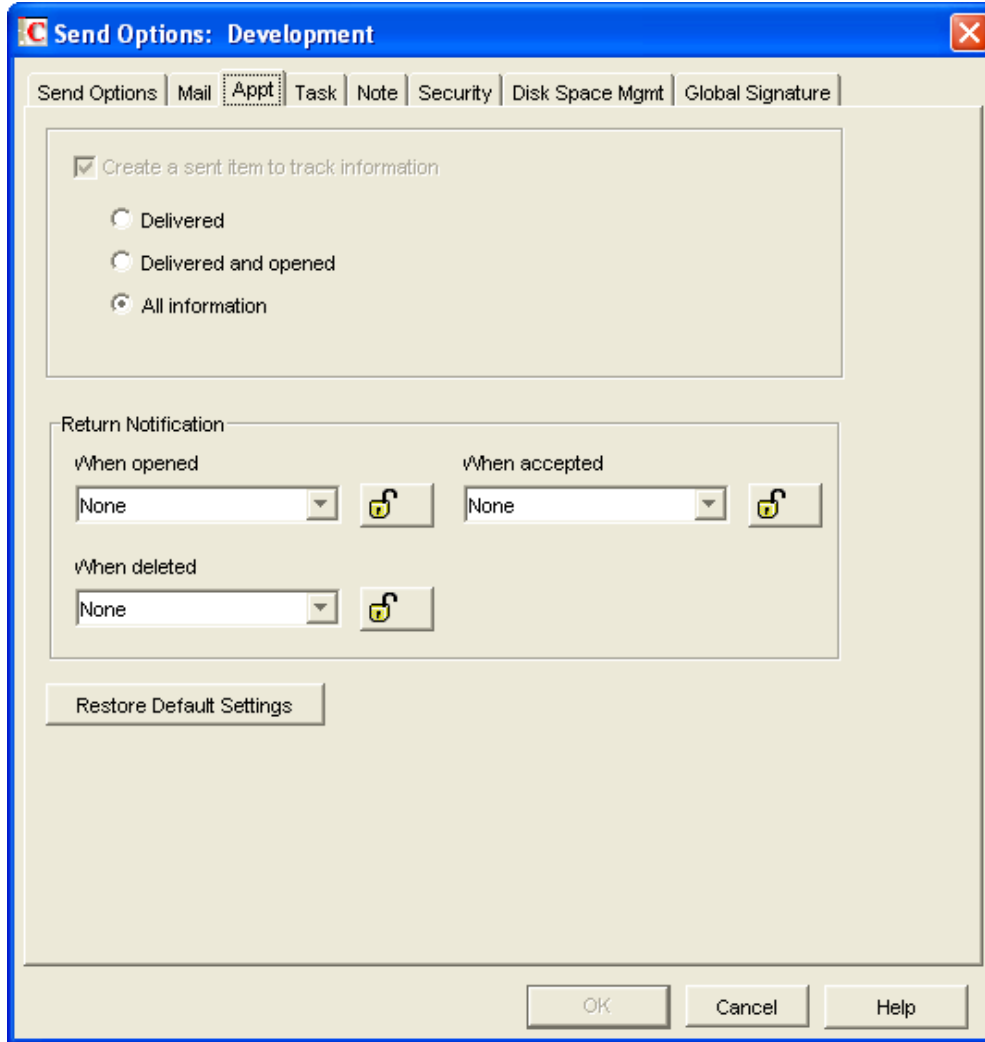 C Send Options: Development
Send Options Mail Appt Task Note Security Disk Space Mgmt Global Signature
Create a sent item to track information
Delivered
Delivered and opened
All information
Return Notification
When opened When accepted
None None
When deleted
None
Restore Default Settings
OK Cancel Help